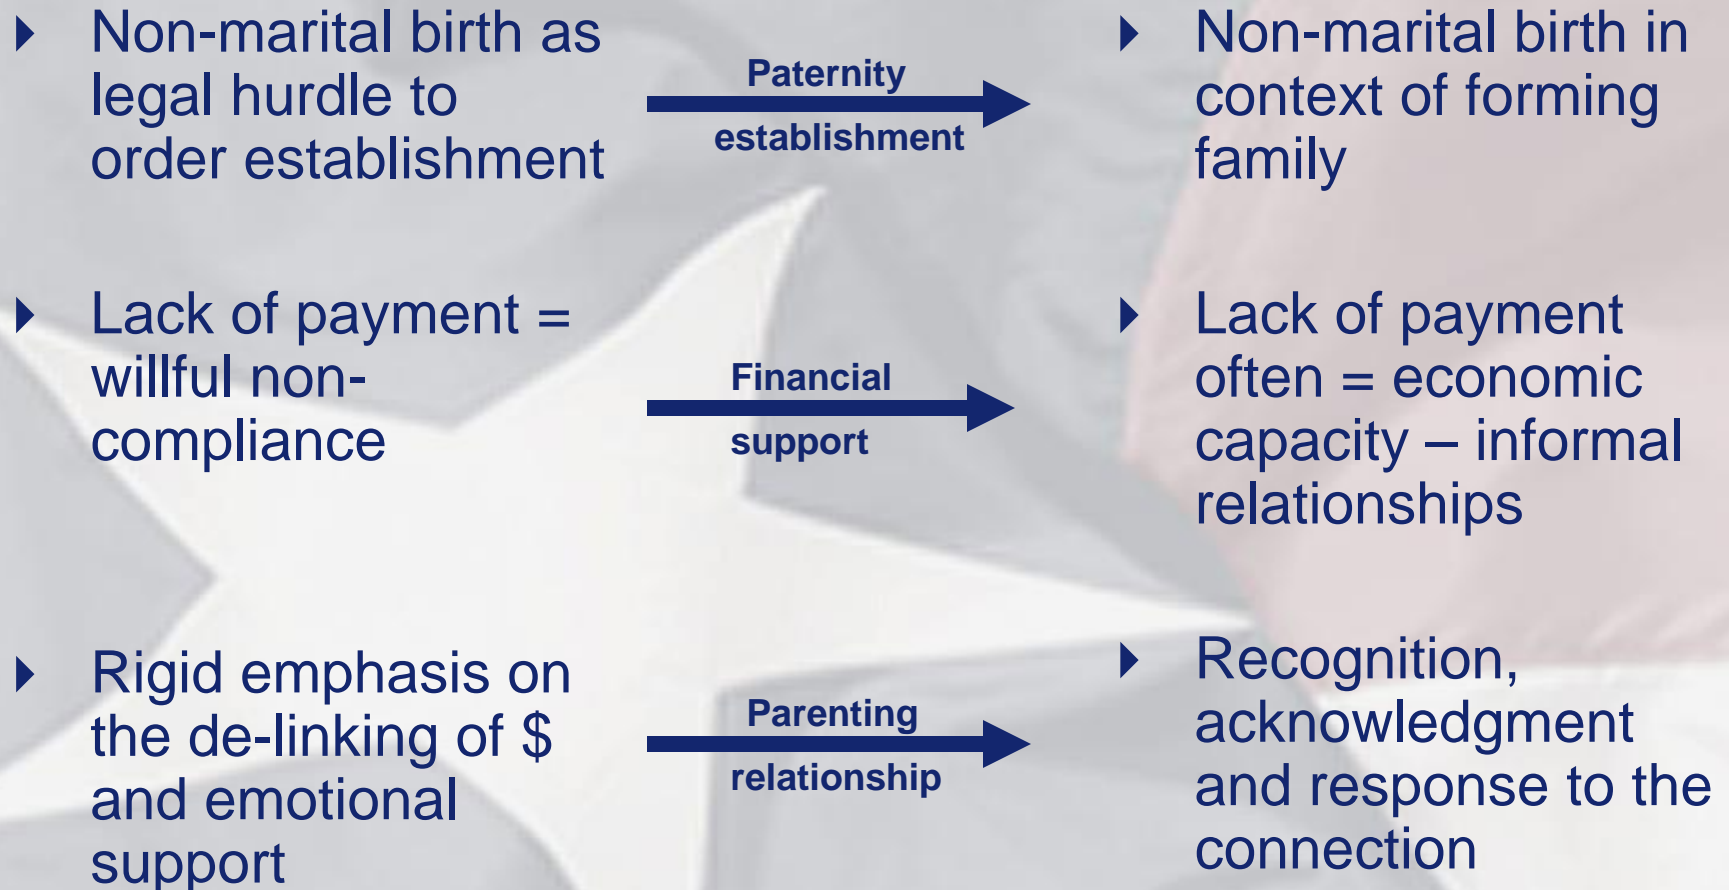 Non-marital birth as
legal hurdle to
order establishment
Paternity
establishment
Non-marital birth in
context of forming
family
Lack of payment =
willful non-
compliance
Financial
support
Lack of payment
often = economic
capacity – informal
relationships
Rigid emphasis on
the de-linking of $
and emotional
support
Parenting
relationship
Recognition,
acknowledgment
and response to the
connection